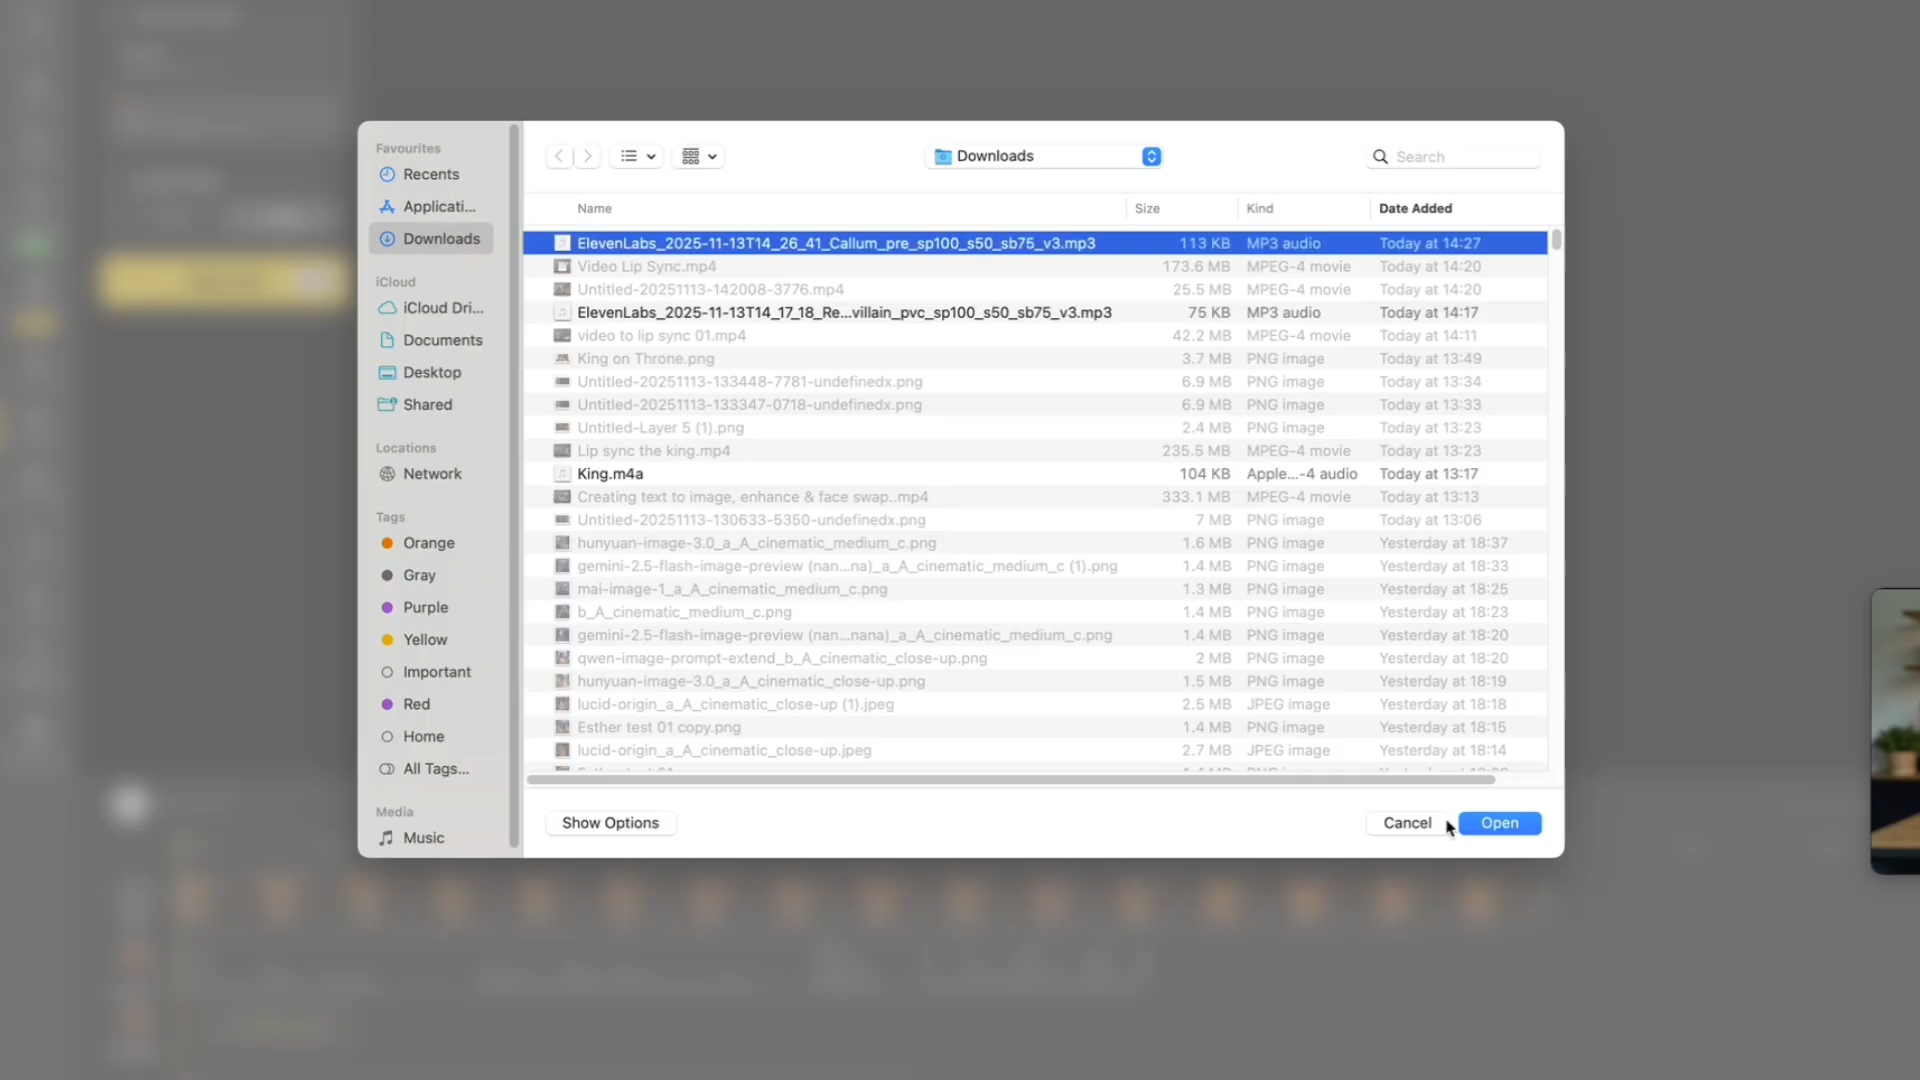 Favourites
Recents
Applicati...
Downloads
iCloud
iCloud Dri...
Documents
Desktop
Shared
Locations
Network
Tags
Orange
Gray
Purple
Yellow
Important
Red
Home
All Tags...
Media
Music
Downloads
Search
Name Size Kind Date Added
ElevenLabs_2025-11-13T14_26_41_Callum_pre_sp100_s50_sb75_v3.mp3 113 KB MP3 audio Today at 14:27
Video Lip Sync.mp4 173.6 MB MPEG-4 movie Today at 14:20
Untitled-20251113-142008-3776.mp4 25.5 MB MPEG-4 movie Today at 14:20
ElevenLabs_2025-11-13T14_17_18_Re...villain_pvc_sp100_s50_sb75_v3.mp3 75 KB MP3 audio Today at 14:17
video to lip sync 01.mp4 42.2 MB MPEG-4 movie Today at 14:11
King on Throne.png 3.7 MB PNG image Today at 13:49
Untitled-20251113-133448-7781-undefinedx.png 6.9 MB PNG image Today at 13:34
Untitled-20251113-133347-0718-undefinedx.png 6.9 MB PNG image Today at 13:33
Untitled-Layer 5 (1).png 2.4 MB PNG image Today at 13:23
Lip sync the king.mp4 235.5 MB MPEG-4 movie Today at 13:23
King.m4a 104 KB Apple...-4 audio Today at 13:17
Creating text to image, enhance & face swap..mp4 333.1 MB MPEG-4 movie Today at 13:13
Untitled-20251113-130633-5350-undefinedx.png 7 MB PNG image Today at 13:06
hunyuan-image-3.0_a_A_cinematic_medium_c.png 1.6 MB PNG image Yesterday at 18:37
gemini-2.5-flash-image-preview (nan...na)_a_A_cinematic_medium_c (1).png 1.4 MB PNG image Yesterday at 18:33
mai-image-1_a_A_cinematic_medium_c.png 1.3 MB PNG image Yesterday at 18:25
b_A_cinematic_medium_c.png 1.4 MB PNG image Yesterday at 18:23
gemini-2.5-flash-image-preview (nan...nana)_a_A_cinematic_medium_c.png 1.4 MB PNG image Yesterday at 18:20
qwen-image-prompt-extend_b_A_cinematic_close-up.png 2 MB PNG image Yesterday at 18:20
hunyuan-image-3.0_a_A_cinematic_close-up.png 1.5 MB PNG image Yesterday at 18:19
lucid-origin_a_A_cinematic_close-up (1).jpeg 2.5 MB JPEG image Yesterday at 18:18
Esther test 01 copy.png 1.4 MB PNG image Yesterday at 18:15
lucid-origin_a_A_cinematic_close-up.jpeg 2.7 MB JPEG image Yesterday at 18:14
Show Options
Cancel
Open